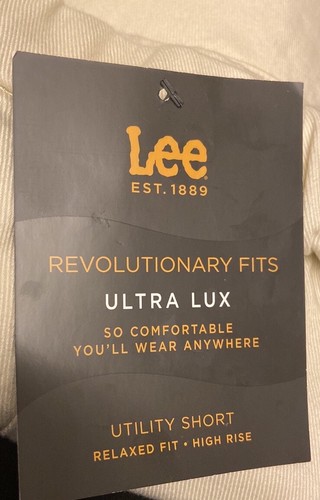 Lee
EST. 1889
REVOLUTIONARY FITS
ULTRA LUX
SO COMFORTABLE
YOU'LL WEAR ANYWHERE
UTILITY SHORT
RELAXED FIT • HIGH RISE